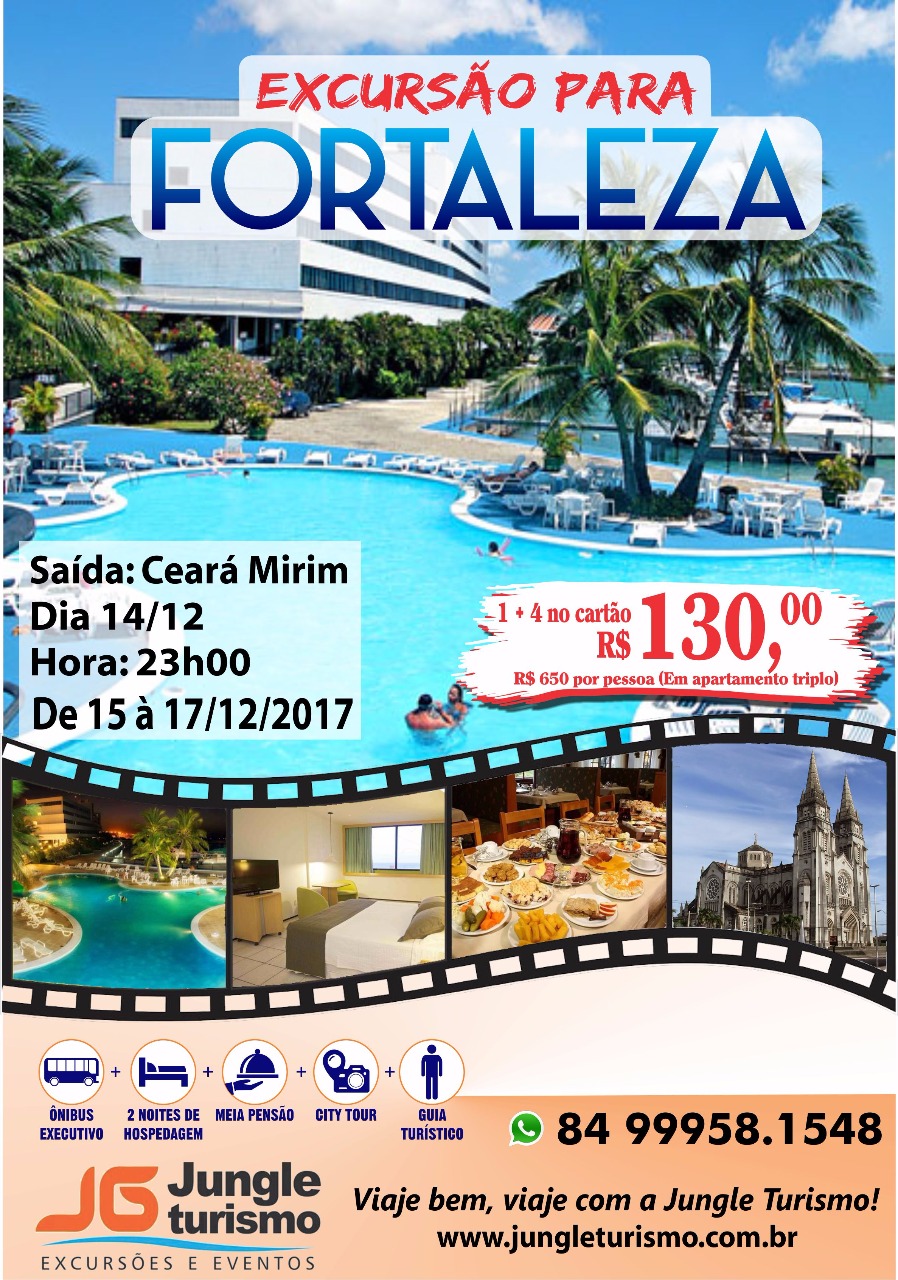 EXCURSÃO PARA
FORTALEZA
Saída: Ceará Mirim
Dia 14/12
Hora: 23h00
De 15 à 17/12/2017
1 + 4 no cartão
R$ 130,00
R$ 650 por pessoa (Em apartamento triplo)
ÔNIBUS EXECUTIVO
+
2 NOITES DE HOSPEDAGEM
+
MEIA PENSÃO
+
CITY TOUR
+
GUIA TURÍSTICO
84 99958.1548
JG Jungle turismo
EXCURSÕES E EVENTOS
Viaje bem, viaje com a Jungle Turismo!
www.jungleturismo.com.br